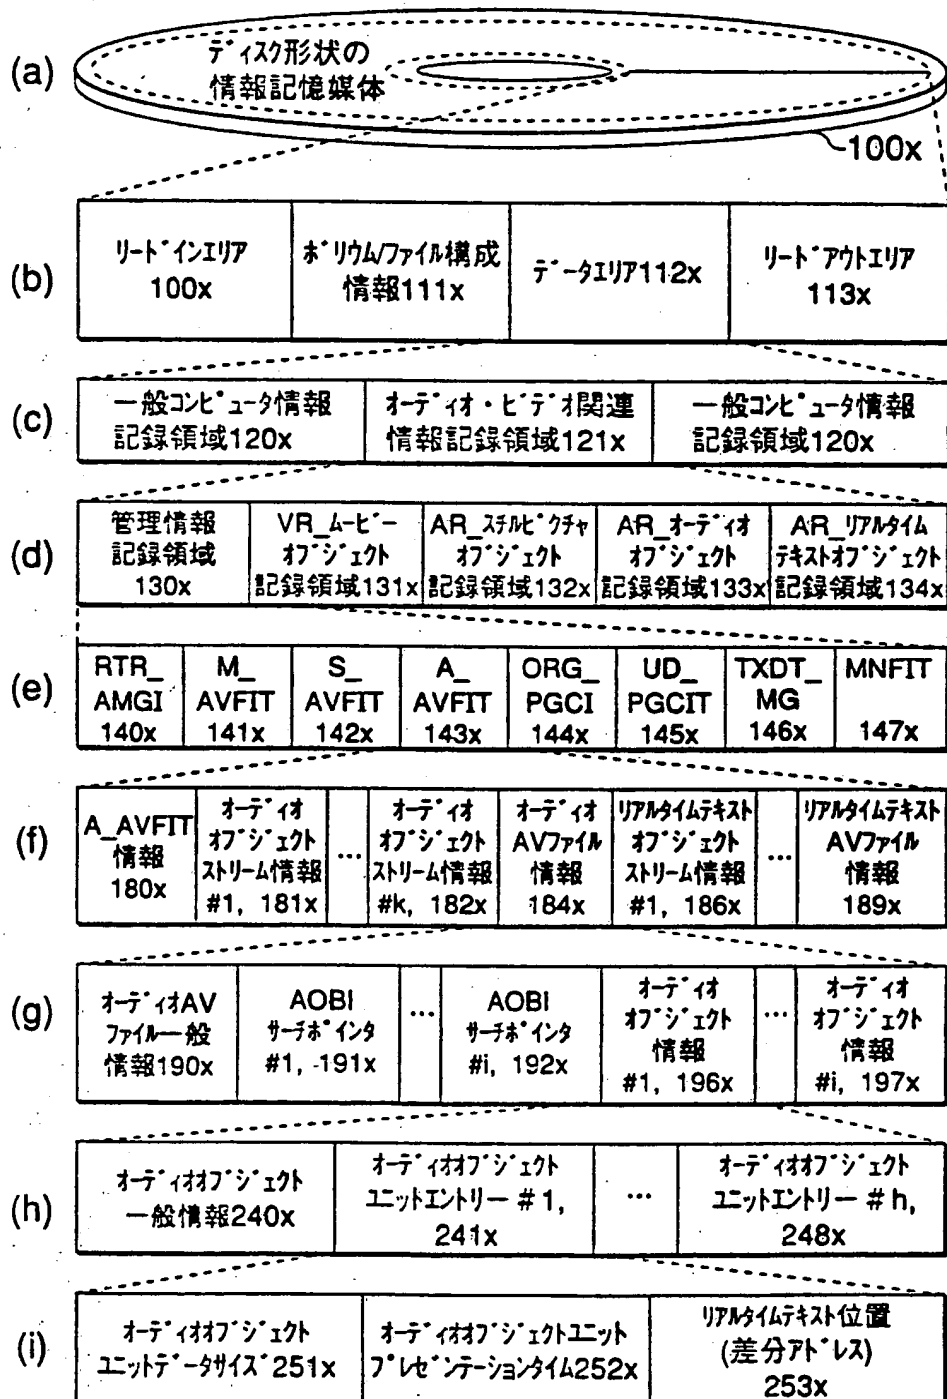 (a)
ディスク形状の
情報記憶媒体
100x
(b)
リードインエリア
100x
ボリウム/ファイル構成
情報111x
データエリア112x
リードアウトエリア
113x
(c)
一般コンピュータ情報
記録領域120x
オーディオ・ビデオ関連
情報記録領域121x
一般コンピュータ情報
記録領域120x
(d)
管理情報
記録領域
130x
VR_ムービー
オブジェクト
記録領域131x
AR_スチルピクチャ
オブジェクト
記録領域132x
AR_オーディオ
オブジェクト
記録領域133x
AR_リアルタイム
テキストオブジェクト
記録領域134x
(e)
RTR_
AMGI
140x
M_
AVFIT
141x
S_
AVFIT
142x
A_
AVFIT
143x
ORG_
PGCI
144x
UD_
PGCIT
145x
TXDT_
MG
146x
MNFIT
147x
(f)
A_AVFIT
情報
180x
オーディオ
オブジェクト
ストリーム情報
#1, 181x
…
オーディオ
オブジェクト
ストリーム情報
#k, 182x
オーディオ
AVファイル
情報
184x
リアルタイムテキスト
オブジェクト
ストリーム情報
#1, 186x
…
リアルタイムテキスト
AVファイル
情報
189x
(g)
オーディオAV
ファイル一般
情報190x
AOBI
サーチポインタ
#1, 191x
…
AOBI
サーチポインタ
#i, 192x
オーディオ
オブジェクト
情報
#1, 196x
…
オーディオ
オブジェクト
情報
#i, 197x
(h)
オーディオオブジェクト
一般情報240x
オーディオオブジェクト
ユニットエントリー #1,
241x
…
オーディオオブジェクト
ユニットエントリー #h,
248x
(i)
オーディオオブジェクト
ユニットデータサイズ251x
オーディオオブジェクトユニット
プレゼンテーションタイム252x
リアルタイムテキスト位置
(差分アドレス)
253x